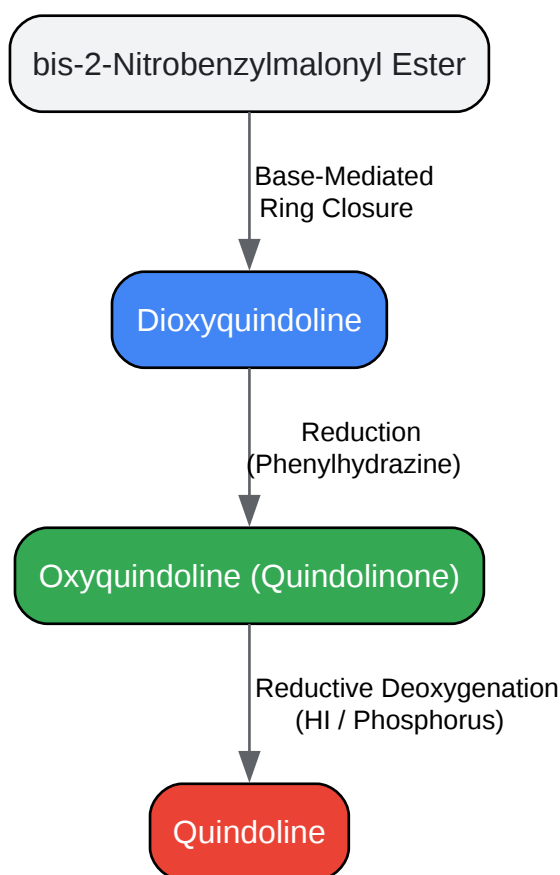 bis-2-Nitrobenzylmalonyl Ester
Base-Mediated
Ring Closure
Dioxyquindoline
Reduction
(Phenylhydrazine)
Oxyquindoline (Quindolinone)
Reductive Deoxygenation
(HI / Phosphorus)
Quindoline